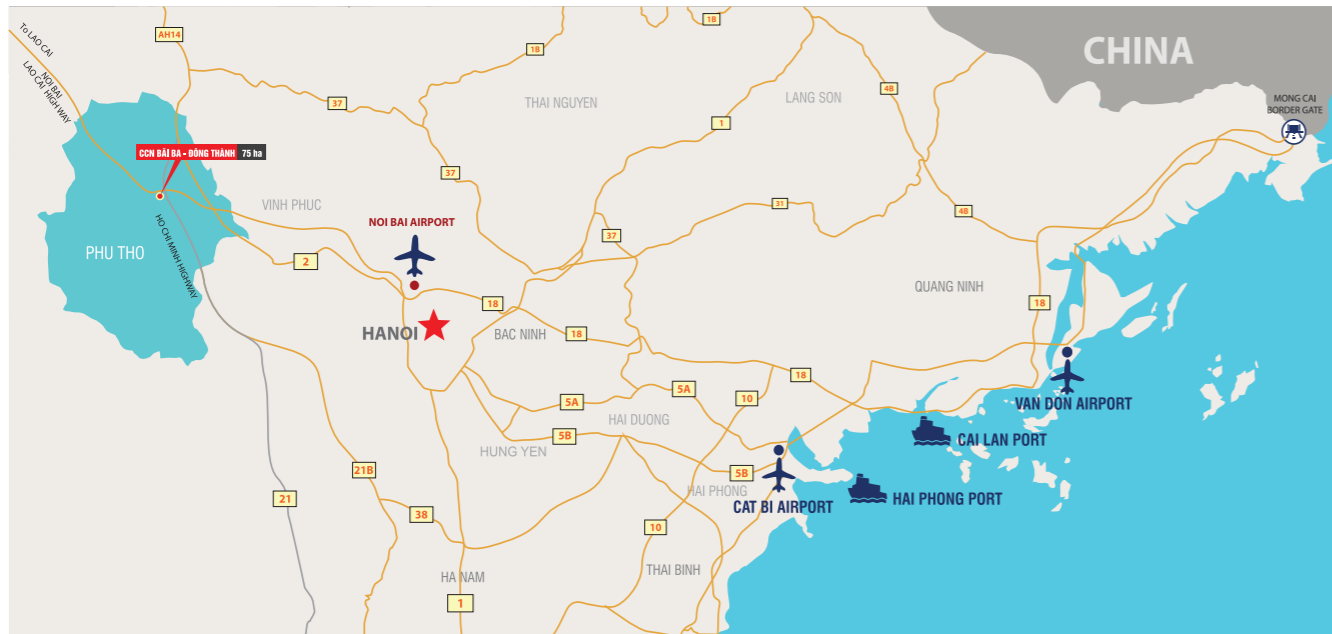 18
AH14
To LAO CAI
CHINA
18
NOI BAI
LAO CAI HIGH WAY
4B
37
THAI NGUYEN
LANG SON
MONG CAI
BORDER GATE
1
CCN BÃI BA - ĐÔNG THÀNH 75 ha
37
VINH PHUC
31
4B
NOI BAI AIRPORT
37
HO CHI MINH HIGHWAY
PHU THO
2
QUANG NINH
18
18
HANOI
BAC NINH
18
18
5A
10
5A
VAN DON AIRPORT
HAI DUONG
5B
CAI LAN PORT
HUNG YEN
21B
5B
HAI PHONG
21
HAI PHONG PORT
CAT BI AIRPORT
38
10
THAI BINH
HA NAM
1